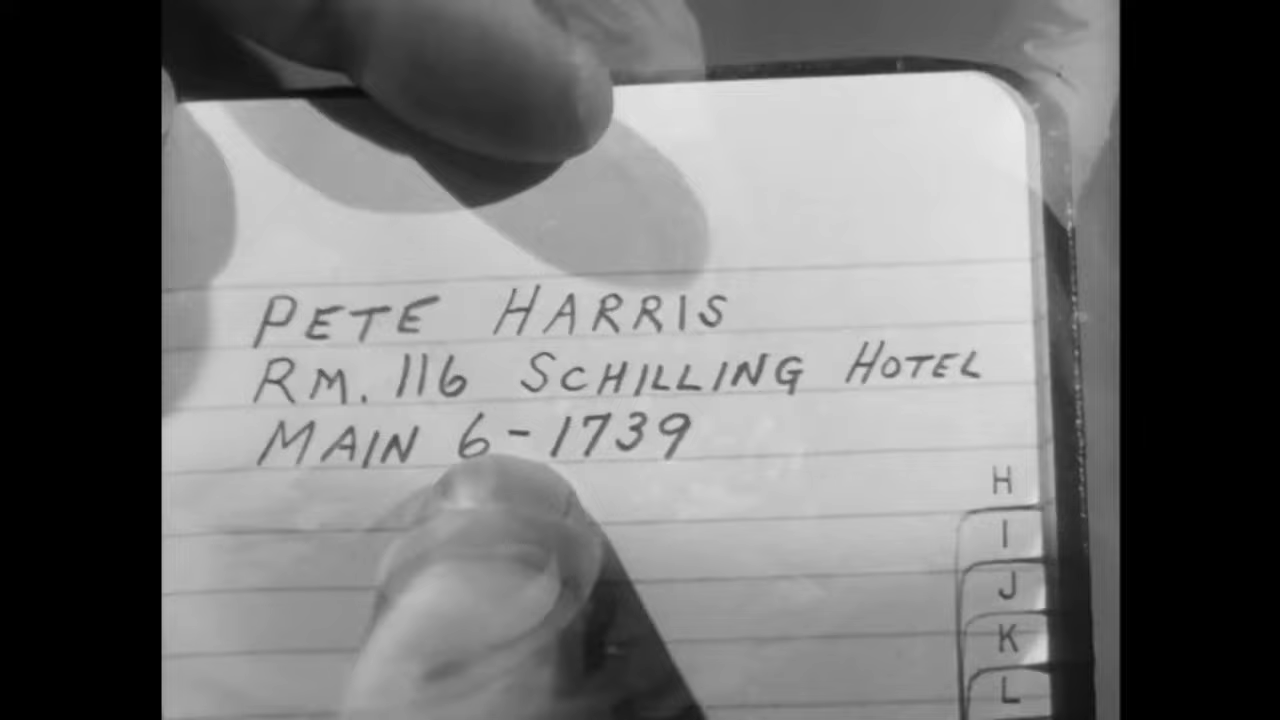 PETE HARRIS
RM. 116 SCHILLING HOTEL
MAIN 6-1739
H
I
J
K
L